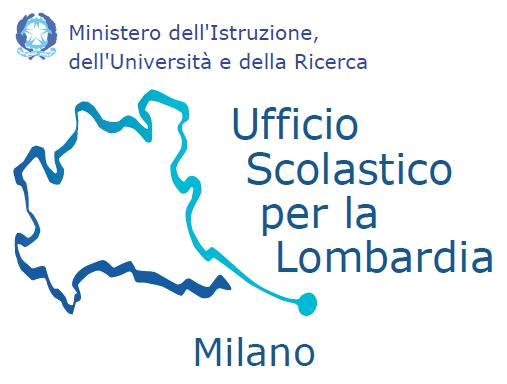 Ministero dell'Istruzione,
dell'Università e della Ricerca
Ufficio
Scolastico
per la
Lombardia
Milano